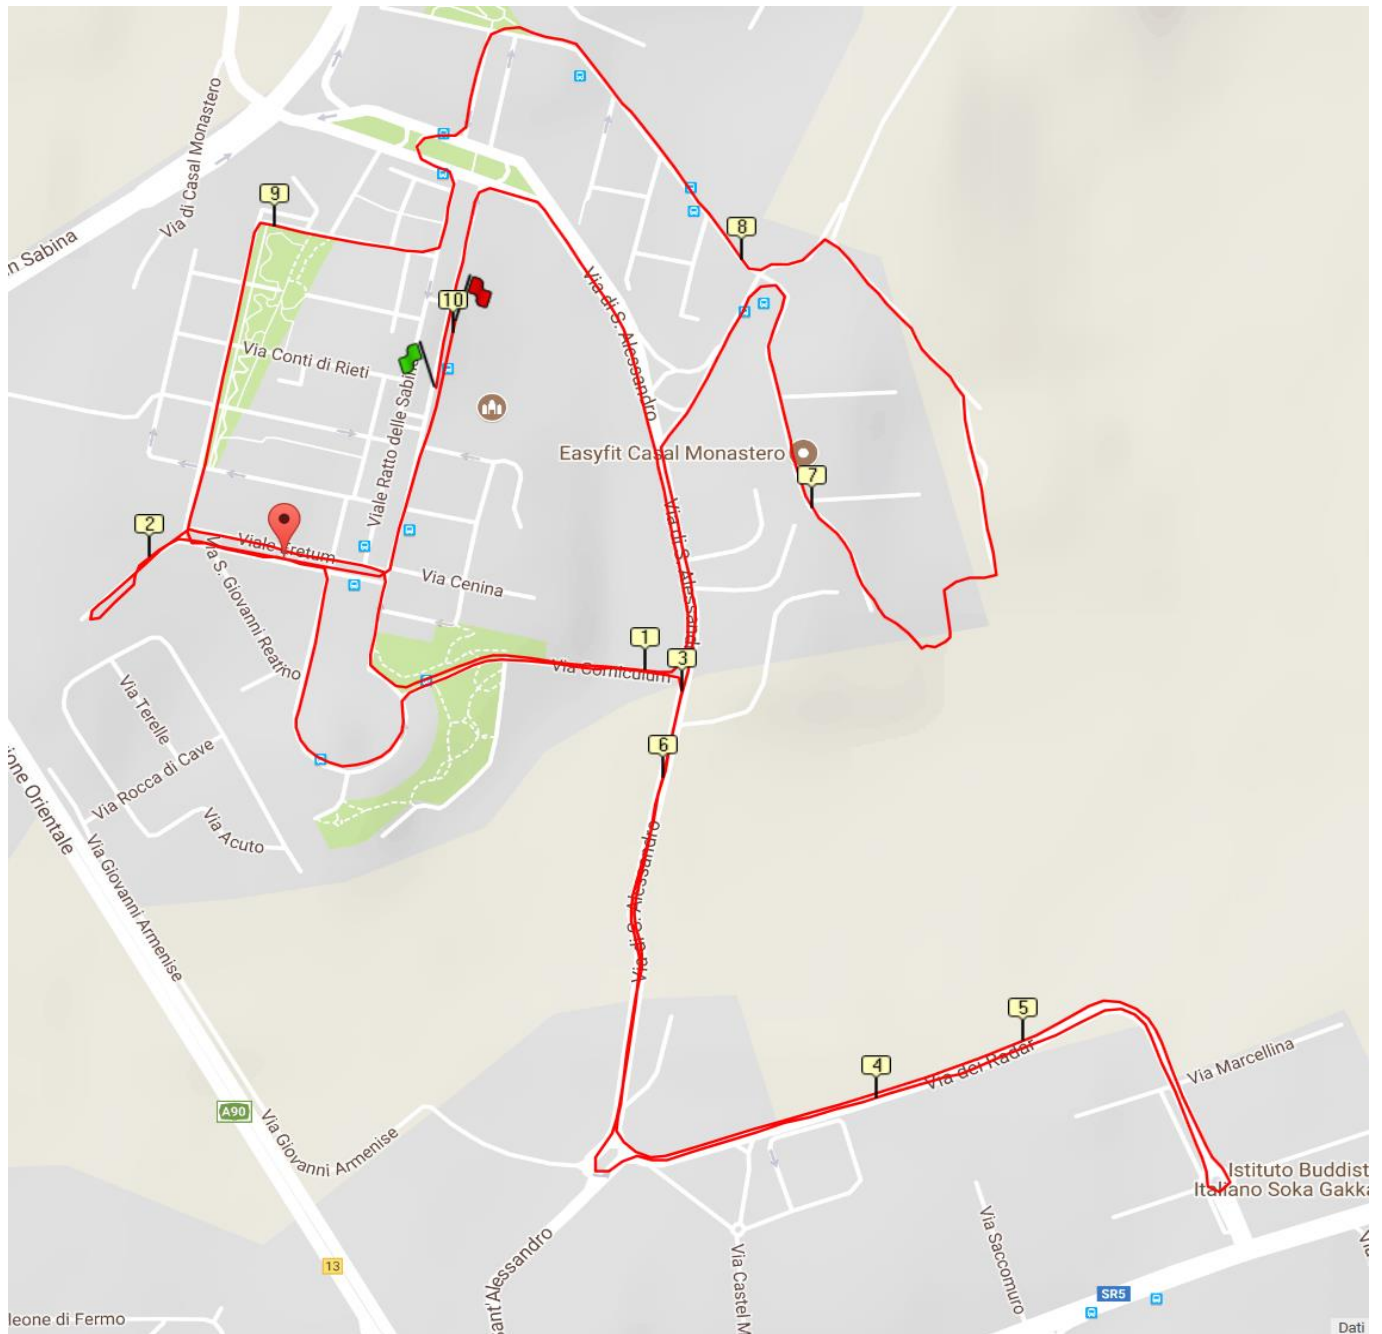 Via di Casal Monastero
n Sabina
9
8
10
Via di S. Alessandro
Via Conti di Rieti
Viale Ratto delle Sabine
Easyfit Casal Monastero
7
2
Viale Eretum
Via S. Giovanni Reatino
Via Cenina
Via di S. Alessandro
1
3
Via Corniculum
Via Terelle
Via Rocca di Cave
Via Acuto
6
ione Orientale
Via Giovanni Armenise
Via di S. Alessandro
5
4
Via dei Radar
Via Marcellina
A90
Via Giovanni Armenise
Istituto Buddist
Italiano Soka Gakka
Via Saccomuro
ant'Alessandro
Via Castel M
13
SR5
leone di Fermo
Dati